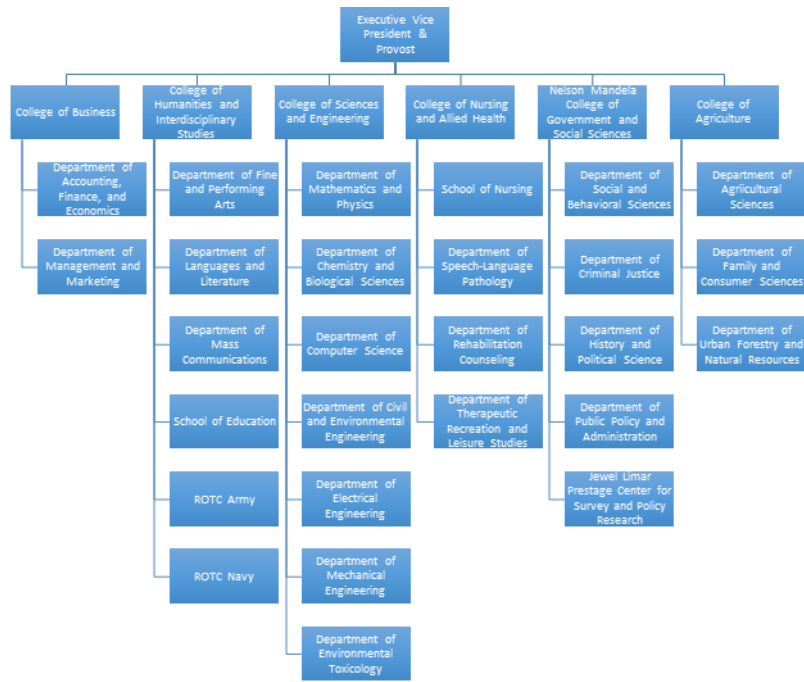 Executive Vice
President &
Provost
College of Business
College of
Humanities and
Interdisciplinary
Studies
College of Sciences
and Engineering
College of Nursing
and Allied Health
Nelson Mandela
College of
Government and
Social Sciences
College of
Agriculture
Department of
Accounting,
Finance, and
Economics
Department of
Management and
Marketing
Department of Fine
and Performing
Arts
Department of
Languages and
Literature
Department of
Mass
Communications
School of Education
ROTC Army
ROTC Navy
Department of
Mathematics and
Physics
Department of
Chemistry and
Biological Sciences
Department of
Computer Science
Department of Civil
and Environmental
Engineering
Department of
Electrical
Engineering
Department of
Mechanical
Engineering
Department of
Environmental
Toxicology
School of Nursing
Department of
Speech-Language
Pathology
Department of
Rehabilitation
Counseling
Department of
Therapeutic
Recreation and
Leisure Studies
Department of
Social and
Behavioral Sciences
Department of
Criminal Justice
Department of
History and
Political Science
Department of
Public Policy and
Administration
Jewel Limar
Prestage Center for
Survey and Policy
Research
Department of
Agriicultural
Sciences
Department of
Family and
Consumer Sciences
Department of
Urban Forestry and
Natural Resources